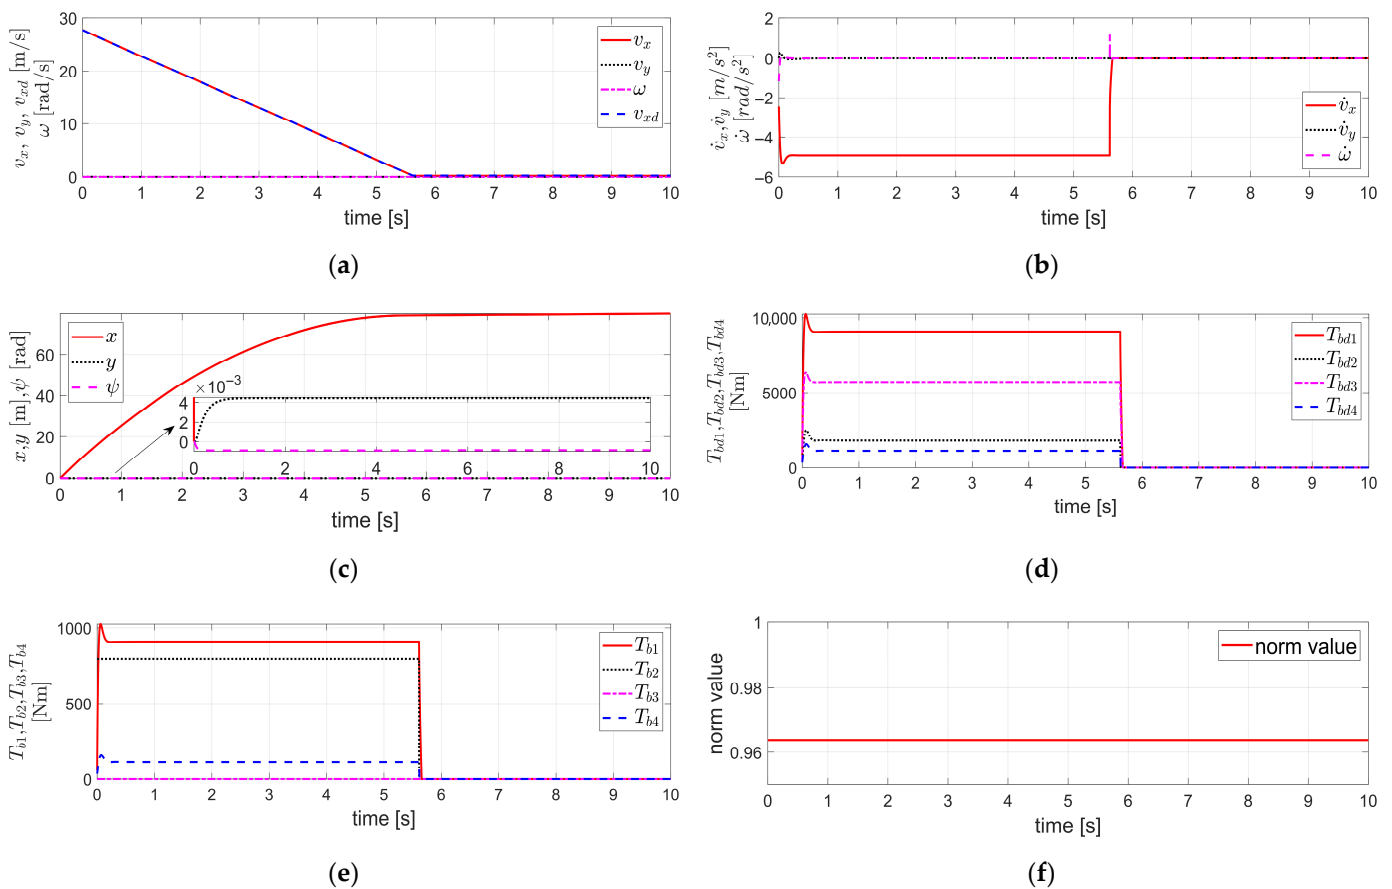 30
20
10
0
v_x, v_y, v_xd [m/s]
ω [rad/s]
v_x
v_y
ω
v_xd
0 1 2 3 4 5 6 7 8 9 10
time [s]
(a)
2
0
−2
−4
−6
v̇_x, v̇_y [m/s²]
ω̇ [rad/s²]
v̇_x
v̇_y
ω̇
0 1 2 3 4 5 6 7 8 9 10
time [s]
(b)
60
40
20
0
x,y [m],ψ [rad]
x
y
ψ
×10⁻³
4
2
0
0 2 4 6 8 10
0 1 2 3 4 5 6 7 8 9 10
time [s]
(c)
10,000
5000
0
T_bd1,T_bd2,T_bd3,T_bd4
[Nm]
T_bd1
T_bd2
T_bd3
T_bd4
0 1 2 3 4 5 6 7 8 9 10
time [s]
(d)
1000
500
0
T_b1,T_b2,T_b3,T_b4
[Nm]
T_b1
T_b2
T_b3
T_b4
0 1 2 3 4 5 6 7 8 9 10
time [s]
(e)
1
0.98
0.96
norm value
norm value
0 1 2 3 4 5 6 7 8 9 10
time [s]
(f)